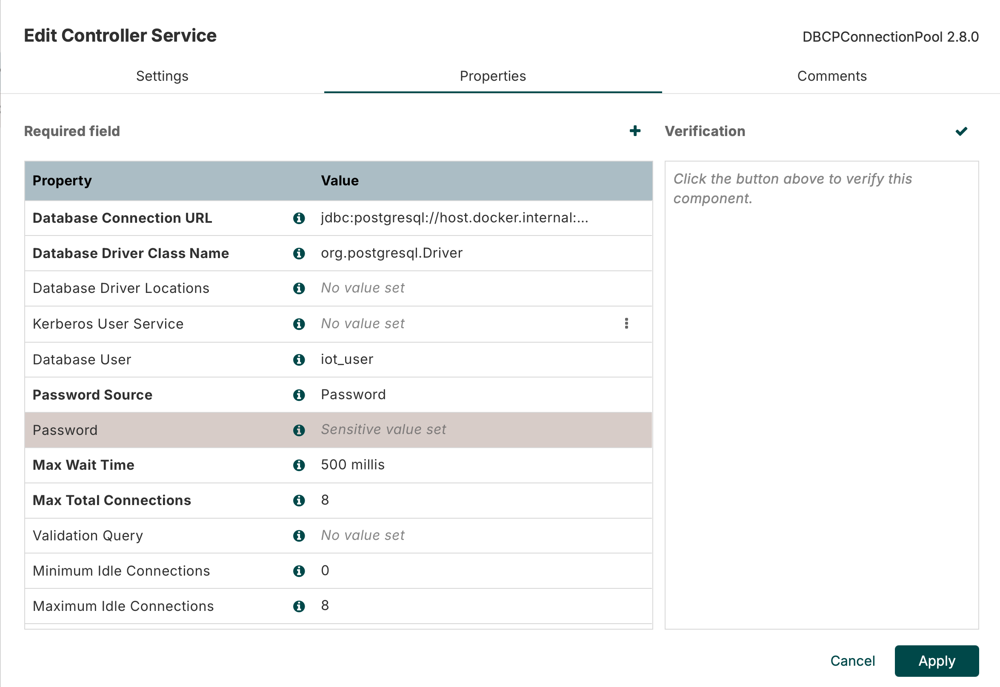 Edit Controller Service
DBCPConnectionPool 2.8.0
Settings
Properties
Comments
Required field
Verification
Property Value
Database Connection URL jdbc:postgresql://host.docker.internal:...
Database Driver Class Name org.postgresql.Driver
Database Driver Locations No value set
Kerberos User Service No value set
Database User iot_user
Password Source Password
Password Sensitive value set
Max Wait Time 500 millis
Max Total Connections 8
Validation Query No value set
Minimum Idle Connections 0
Maximum Idle Connections 8
Click the button above to verify this
component.
Cancel
Apply